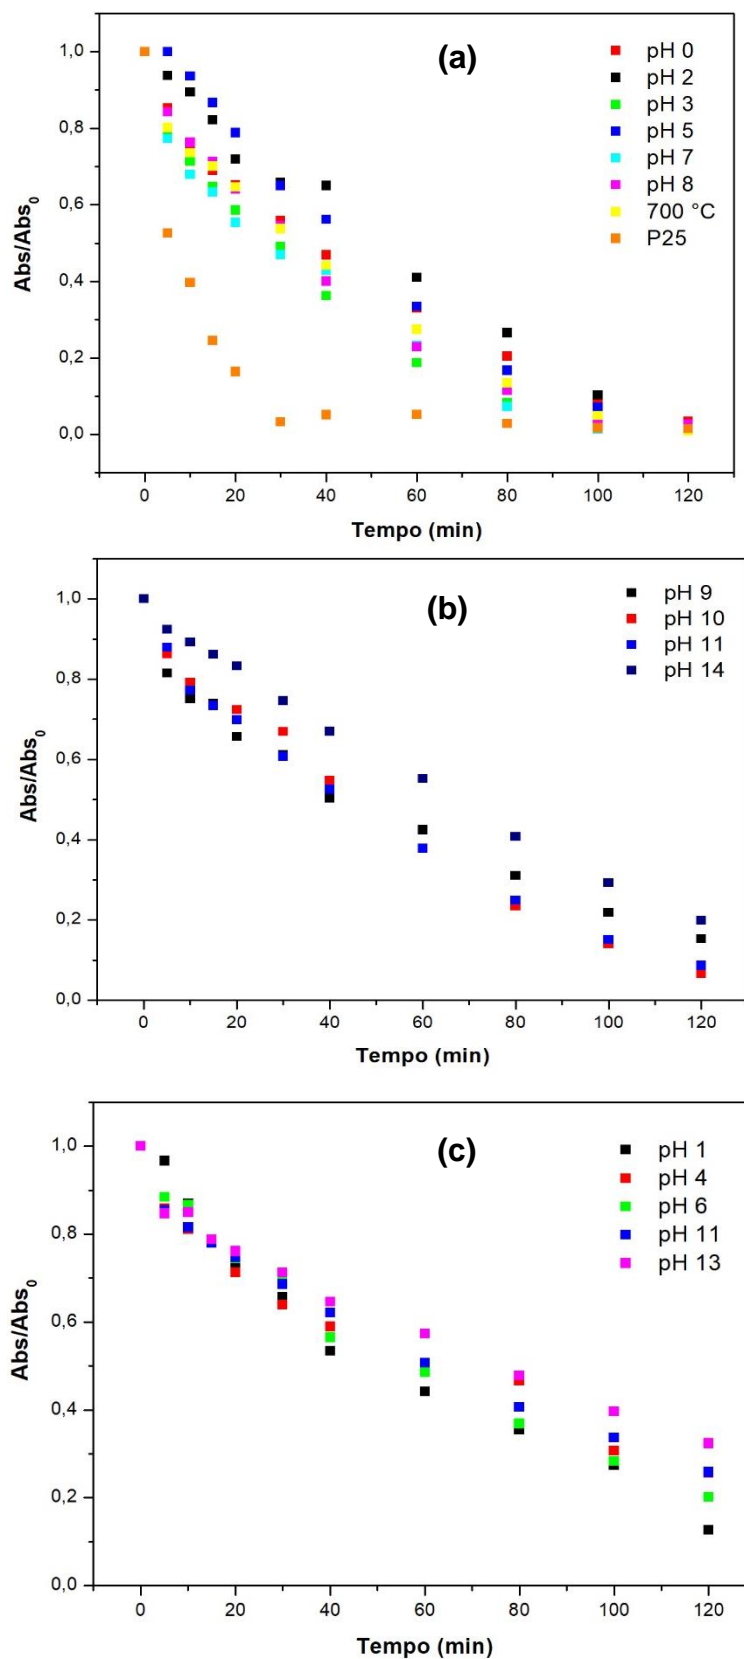 (a)
pH 0
pH 2
pH 3
pH 5
pH 7
pH 8
700 °C
P25
1,0
0,8
0,6
0,4
0,2
0,0
Abs/Abs0
0 20 40 60 80 100 120
Tempo (min)
(b)
pH 9
pH 10
pH 11
pH 14
1,0
0,8
0,6
0,4
0,2
0,0
Abs/Abs0
0 20 40 60 80 100 120
Tempo (min)
(c)
pH 1
pH 4
pH 6
pH 11
pH 13
1,0
0,8
0,6
0,4
0,2
0,0
Abs/Abs0
0 20 40 60 80 100 120
Tempo (min)